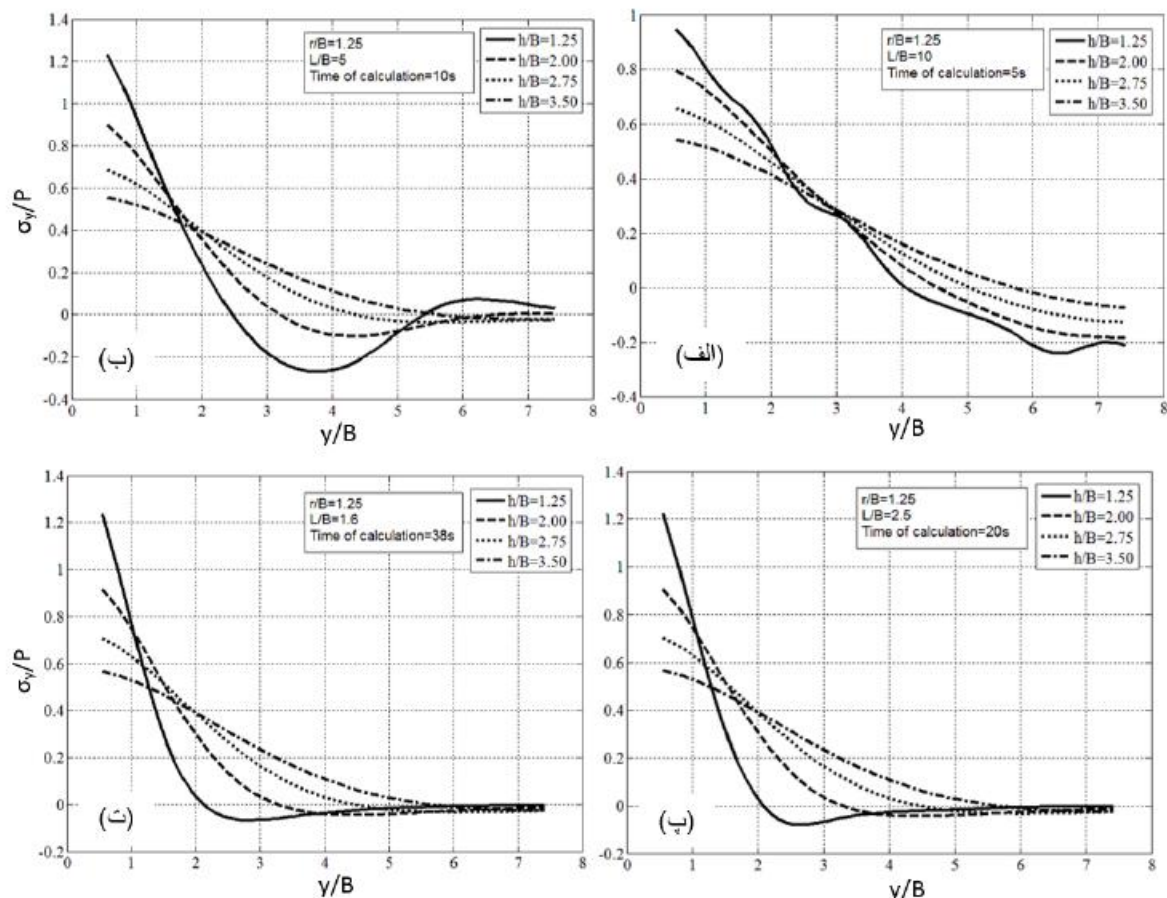 1.4
1.2
1
0.8
0.6
0.4
0.2
0
-0.2
-0.4
σy/P
r/B=1.25
L/B=5
Time of calculation=10s
h/B=1.25
h/B=2.00
h/B=2.75
h/B=3.50
(ب)
0 1 2 3 4 5 6 7 8
y/B
1
0.8
0.6
0.4
0.2
0
-0.2
-0.4
r/B=1.25
L/B=10
Time of calculation=5s
h/B=1.25
h/B=2.00
h/B=2.75
h/B=3.50
(الف)
0 1 2 3 4 5 6 7 8
y/B
1.4
1.2
1
0.8
0.6
0.4
0.2
0
-0.2
σy/P
r/B=1.25
L/B=1.6
Time of calculation=38s
h/B=1.25
h/B=2.00
h/B=2.75
h/B=3.50
(ت)
0 1 2 3 4 5 6 7 8
y/B
1.4
1.2
1
0.8
0.6
0.4
0.2
0
-0.2
r/B=1.25
L/B=2.5
Time of calculation=20s
h/B=1.25
h/B=2.00
h/B=2.75
h/B=3.50
(پ)
0 1 2 3 4 5 6 7 8
y/B